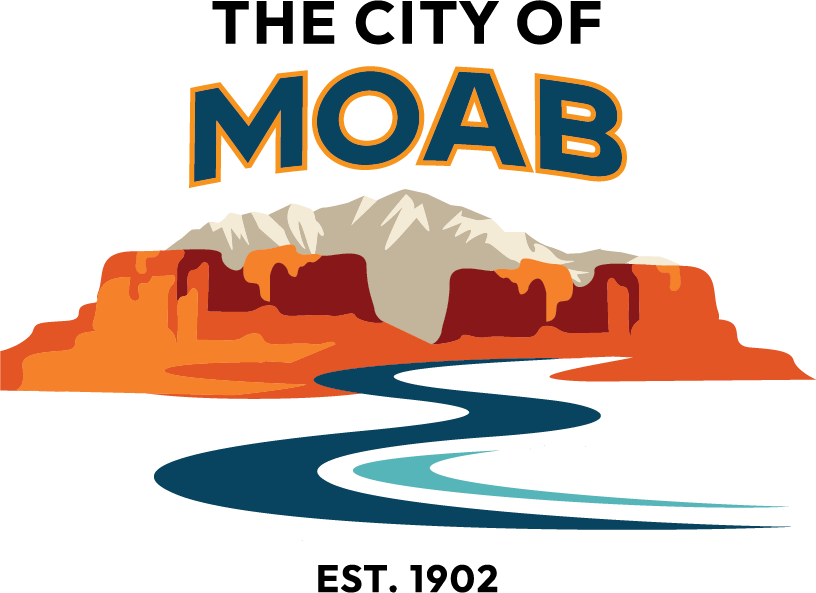 THE CITY OF
MOAB
EST. 1902